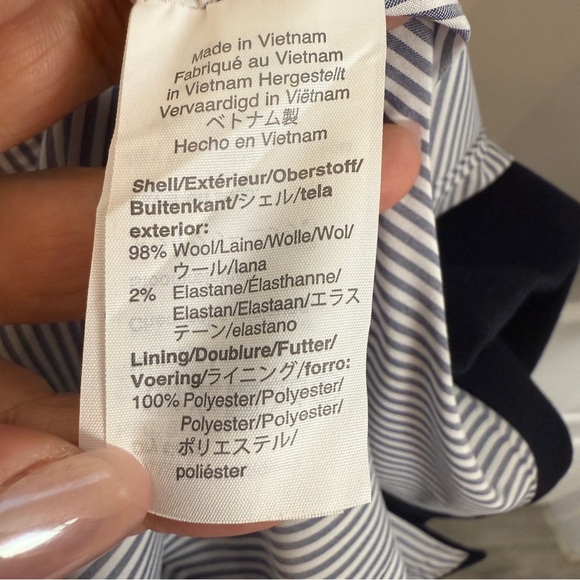 Made in Vietnam
Fabriqué au Vietnam
in Vietnam Hergestellt
Vervaardigd in Viëtnam
ベトナム製
Hecho en Vietnam
Shell/Extérieur/Oberstoff/
Buitenkant/シェル/tela
exterior:
98% Wool/Laine/Wolle/Wol/
ウール/lana
2% Elastane/Élasthanne/
Elastan/Elastaan/エラス
テーン/elastano
Lining/Doublure/Futter/
Voering/ライニング/forro:
100% Polyester/Polyester/
Polyester/Polyester/
ポリエステル/
poliéster